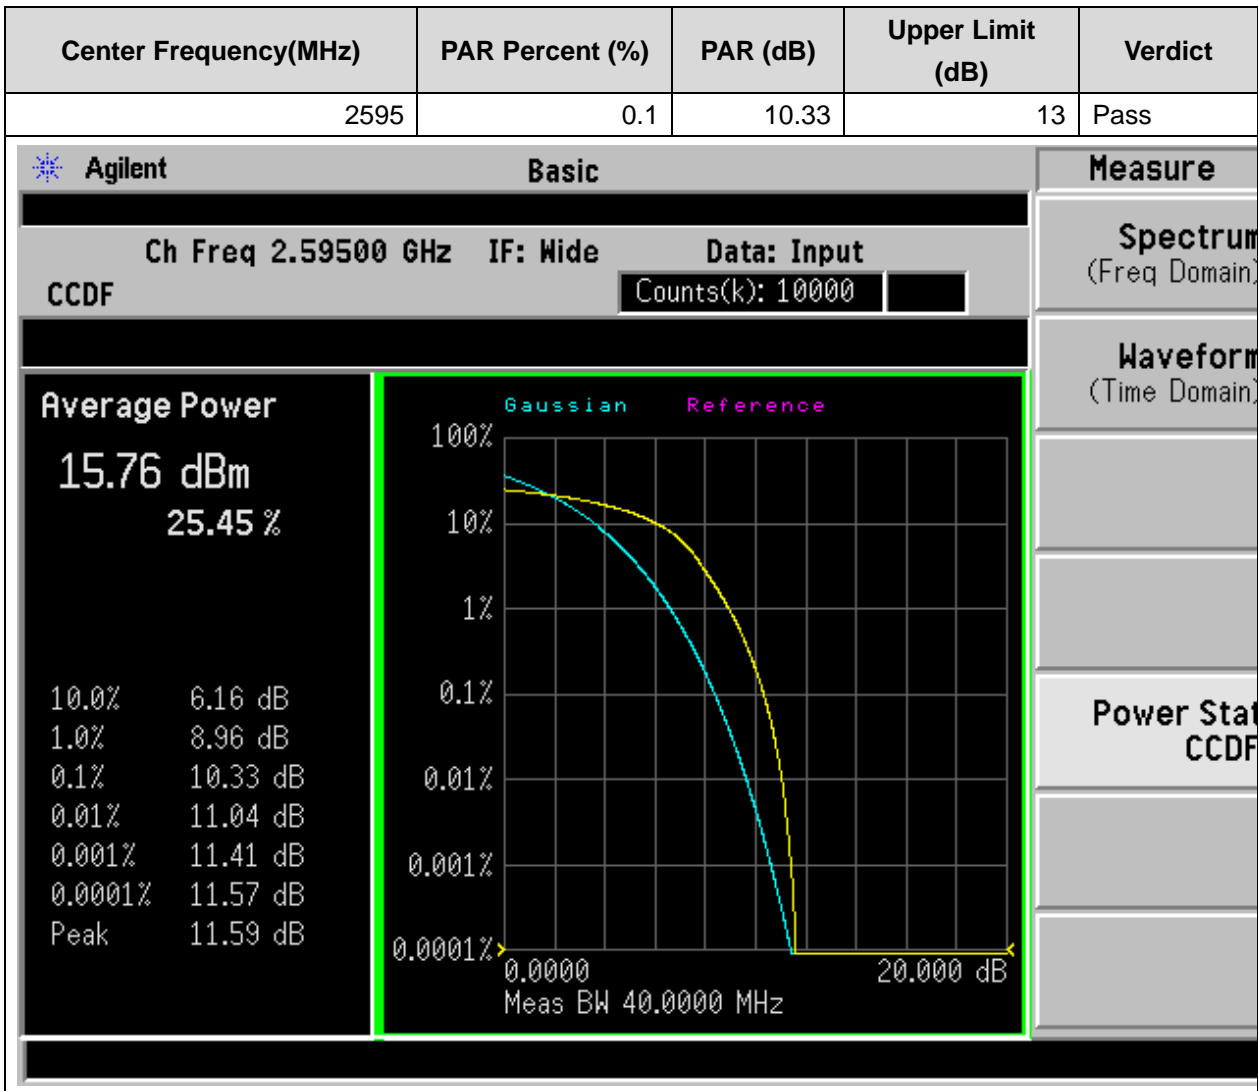 Center Frequency(MHz) PAR Percent (%) PAR (dB) Upper Limit (dB) Verdict
2595 0.1 10.33 13 Pass
Agilent Basic Measure
Ch Freq 2.59500 GHz IF: Wide Data: Input
CCDF Counts(k): 10000
Spectrum
(Freq Domain)
Waveform
(Time Domain)
Power Stat
CCDF
Average Power
15.76 dBm
25.45 %
10.0% 6.16 dB
1.0% 8.96 dB
0.1% 10.33 dB
0.01% 11.04 dB
0.001% 11.41 dB
0.0001% 11.57 dB
Peak 11.59 dB
Gaussian Reference
100%
10%
1%
0.1%
0.01%
0.001%
0.0001%
0.0000 20.000 dB
Meas BW 40.0000 MHz